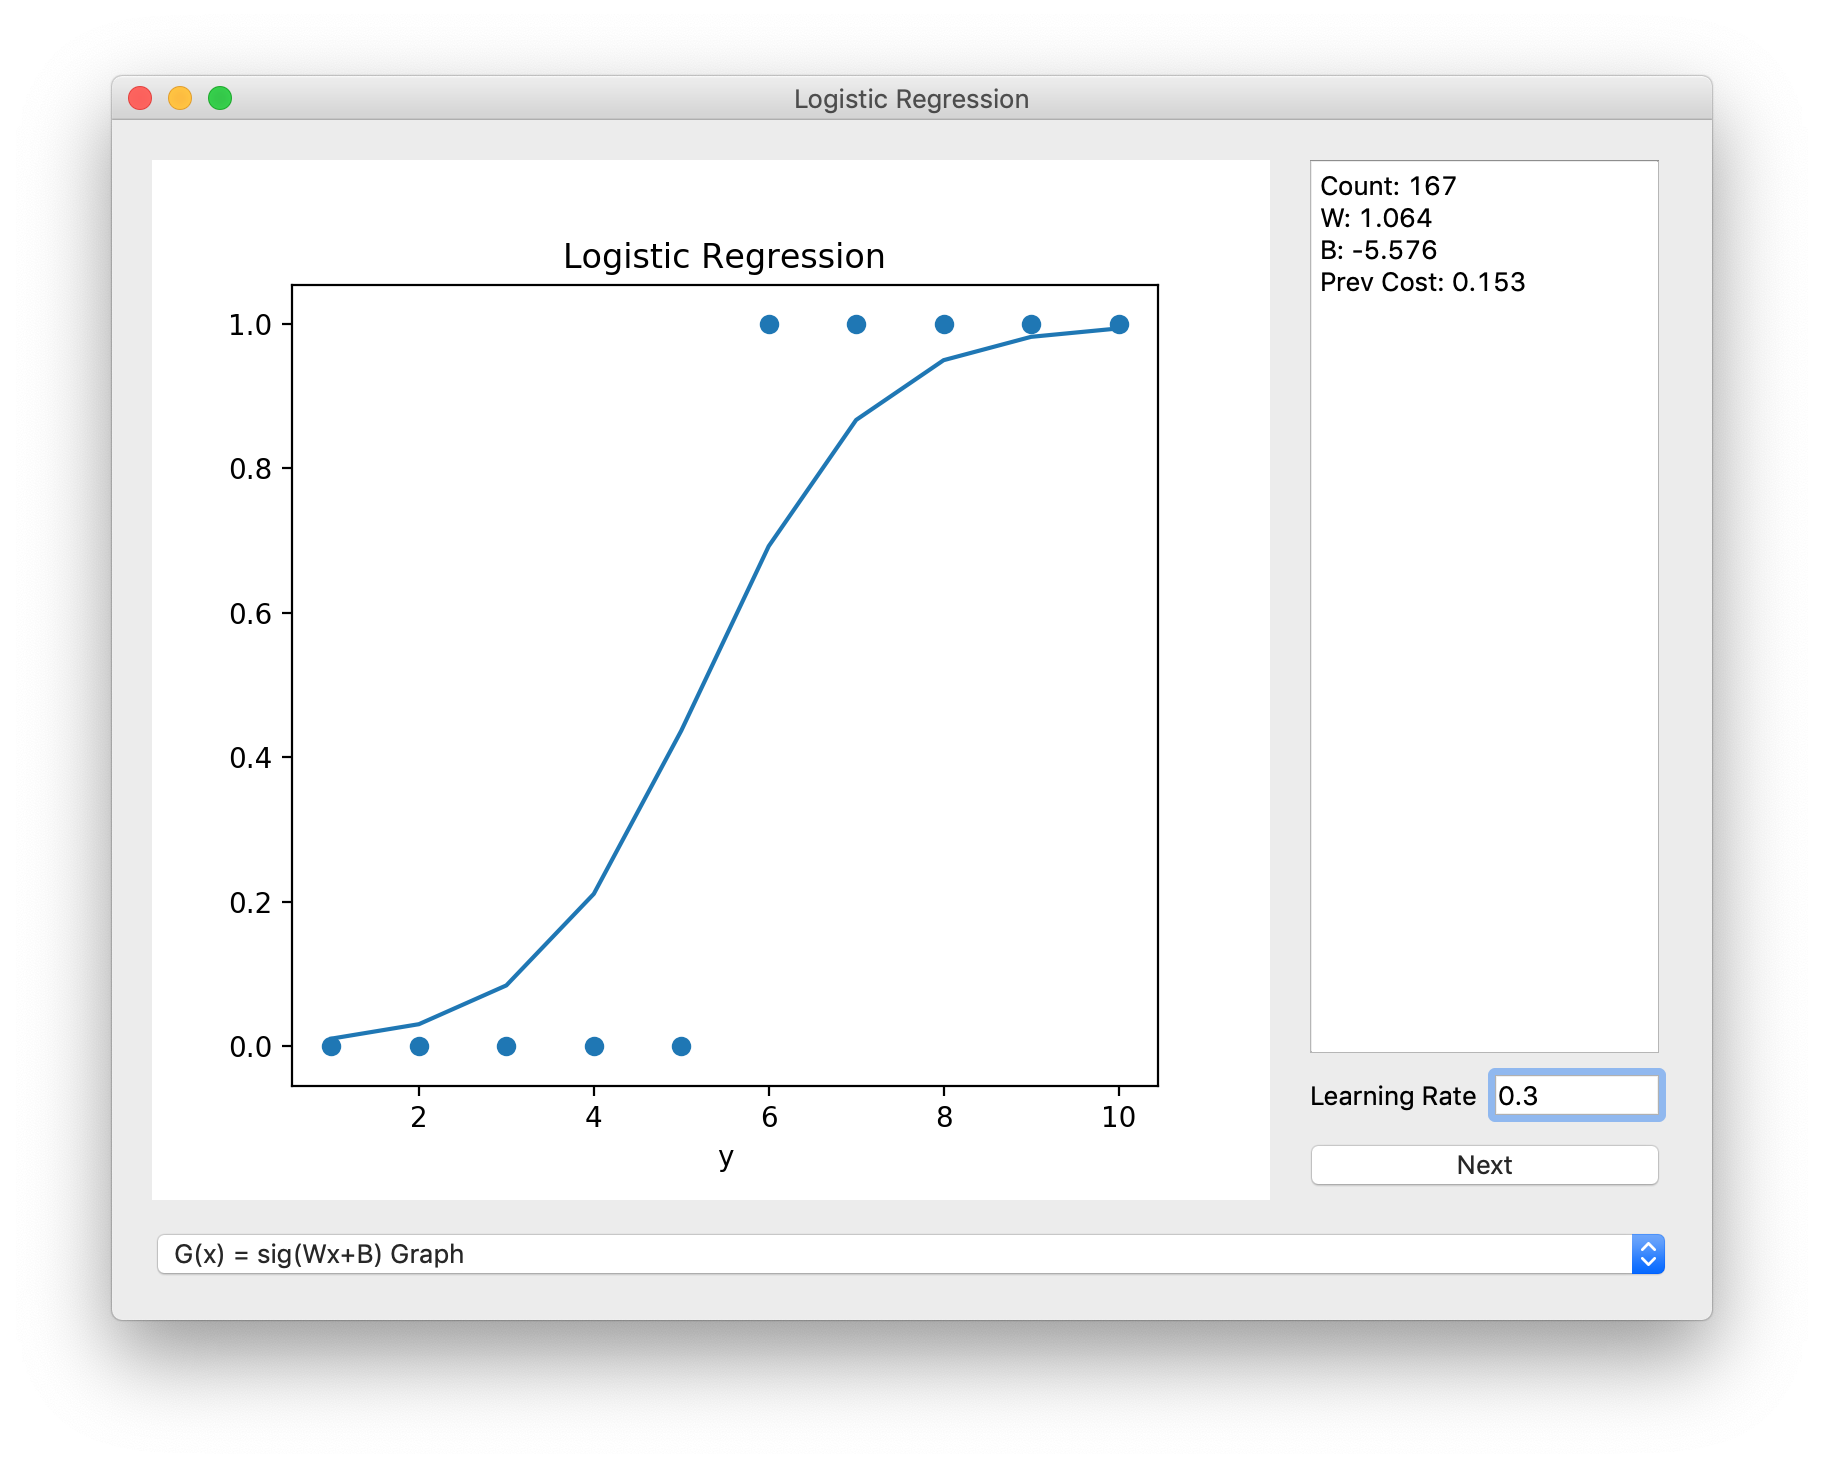 Logistic Regression
Logistic Regression
1.0
0.8
0.6
0.4
0.2
0.0
2 4 6 8 10
y
Count: 167
W: 1.064
B: -5.576
Prev Cost: 0.153
Learning Rate 0.3
Next
G(x) = sig(Wx+B) Graph